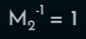 M₂⁻¹ = 1